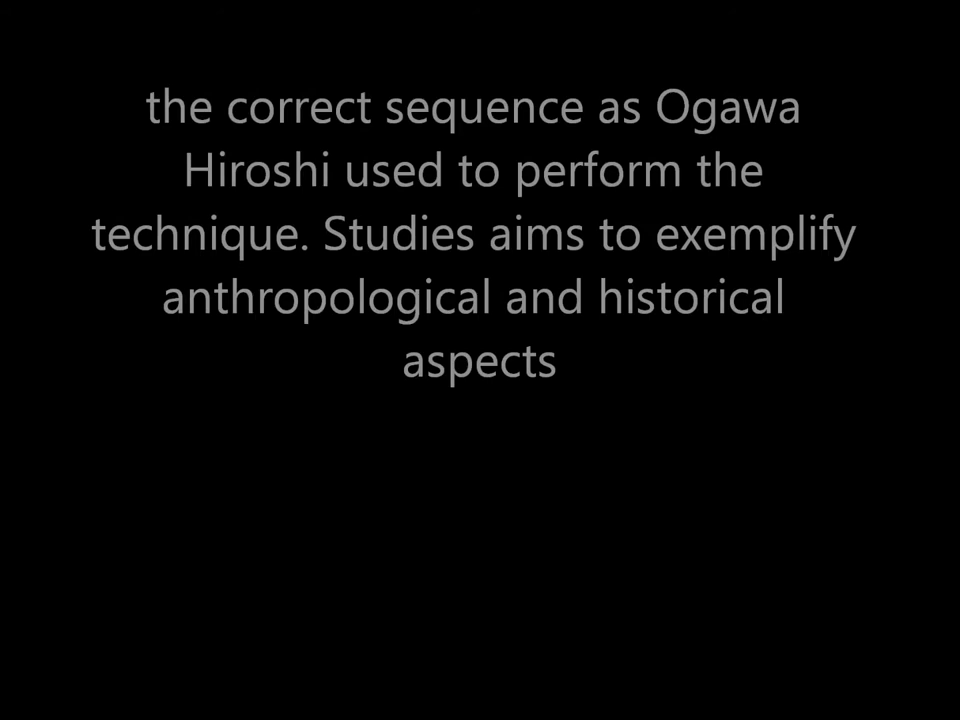 the correct sequence as Ogawa
Hiroshi used to perform the
technique. Studies aims to exemplify
anthropological and historical
aspects